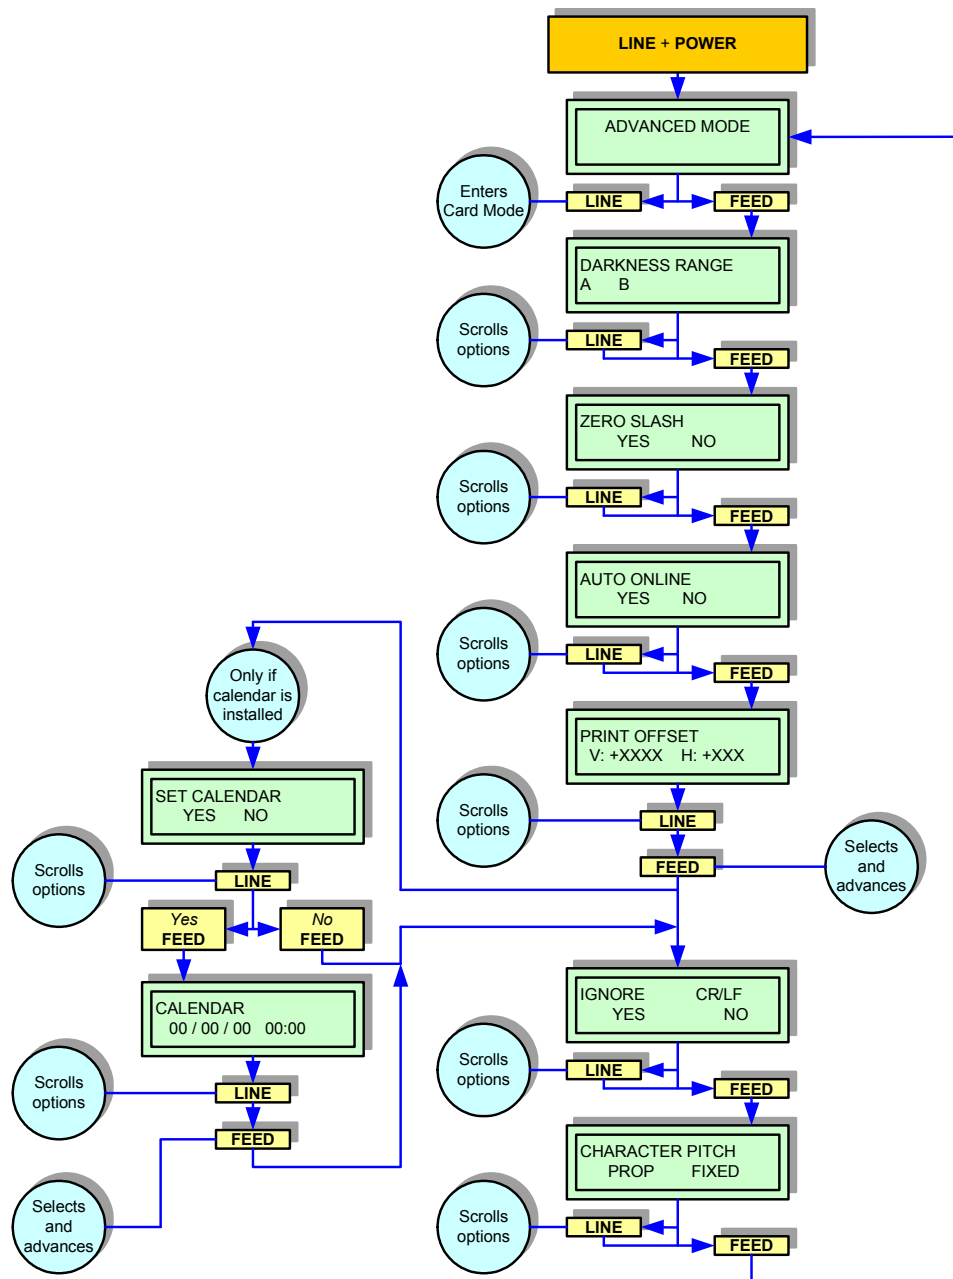 LINE + POWER
ADVANCED MODE
Enters
Card Mode
LINE
FEED
DARKNESS RANGE
A B
Scrolls
options
LINE
FEED
ZERO SLASH
YES NO
Scrolls
options
LINE
FEED
AUTO ONLINE
YES NO
Scrolls
options
LINE
FEED
PRINT OFFSET
V: +XXXX H: +XXX
Scrolls
options
LINE
FEED
Selects
and
advances
Only if
calendar is
installed
SET CALENDAR
YES NO
Scrolls
options
LINE
Yes
FEED
No
FEED
CALENDAR
00 / 00 / 00 00:00
Scrolls
options
LINE
FEED
Selects
and
advances
IGNORE CR/LF
YES NO
Scrolls
options
LINE
FEED
CHARACTER PITCH
PROP FIXED
Scrolls
options
LINE
FEED